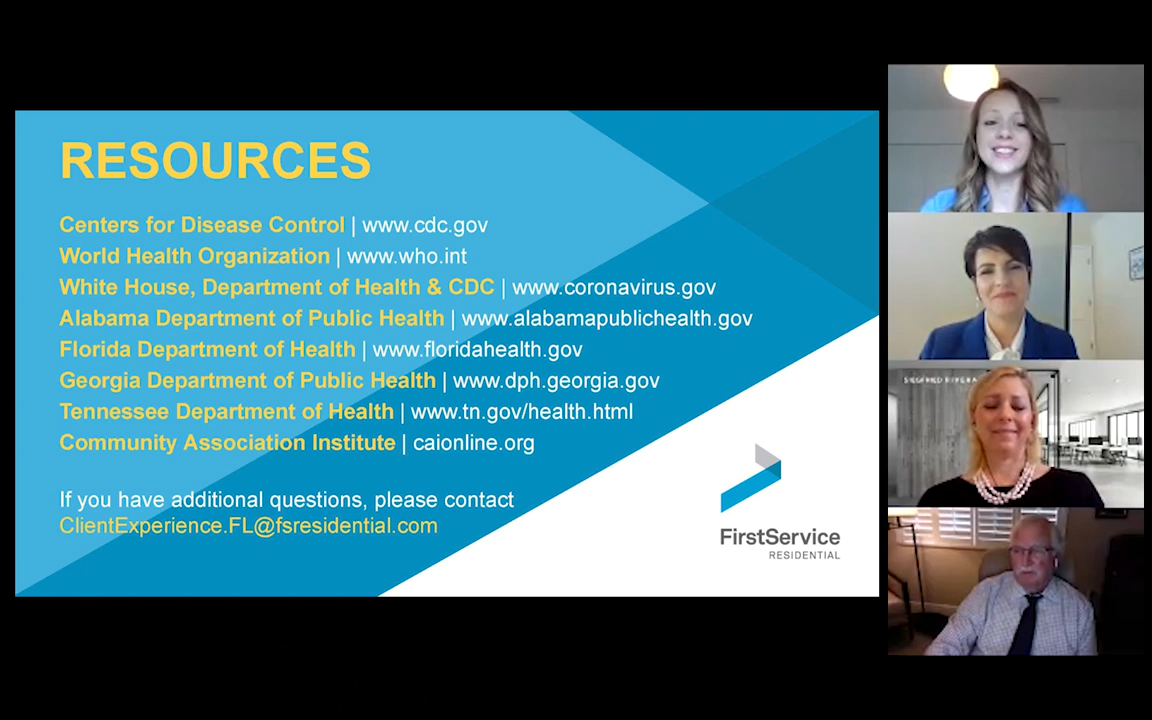 RESOURCES
Centers for Disease Control | www.cdc.gov
World Health Organization | www.who.int
White House, Department of Health & CDC | www.coronavirus.gov
Alabama Department of Public Health | www.alabamapublichealth.gov
Florida Department of Health | www.floridahealth.gov
Georgia Department of Public Health | www.dph.georgia.gov
Tennessee Department of Health | www.tn.gov/health.html
Community Association Institute | caionline.org
If you have additional questions, please contact
ClientExperience.FL@fsresidential.com
FirstService
RESIDENTIAL
SIEGFRIED RIVERA